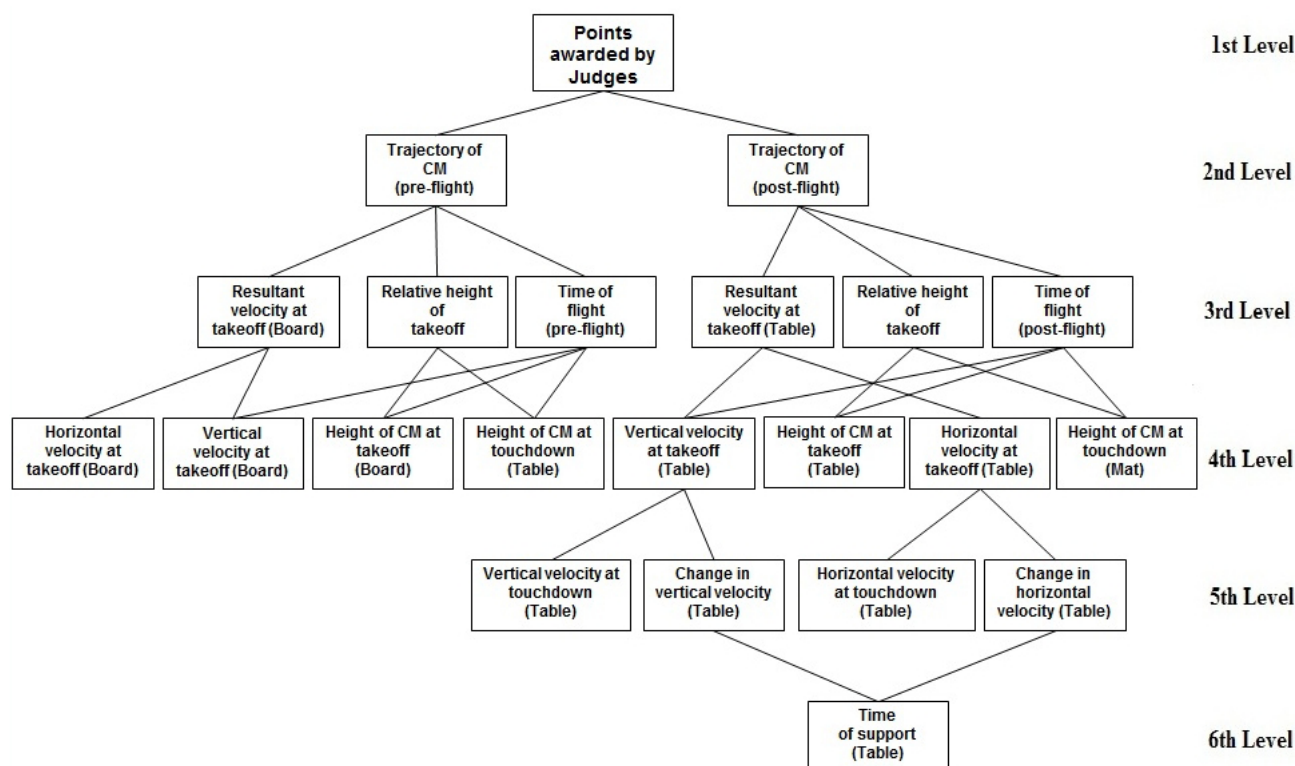 Points
awarded by
Judges
1st Level
Trajectory of
CM
(pre-flight)
Trajectory of
CM
(post-flight)
2nd Level
Resultant
velocity at
takeoff (Board)
Relative height
of
takeoff
Time of
flight
(pre-flight)
Resultant
velocity at
takeoff (Table)
Relative height
of
takeoff
Time of
flight
(post-flight)
3rd Level
Horizontal
velocity at
takeoff (Board)
Vertical
velocity at
takeoff (Board)
Height of CM at
takeoff
(Board)
Height of CM at
touchdown
(Table)
Vertical velocity
at takeoff
(Table)
Height of CM at
takeoff
(Table)
Horizontal
velocity at
takeoff (Table)
Height of CM at
touchdown
(Mat)
4th Level
Vertical velocity at
touchdown
(Table)
Change in
vertical velocity
(Table)
Horizontal velocity
at touchdown
(Table)
Change in
horizontal
velocity (Table)
5th Level
Time
of support
(Table)
6th Level